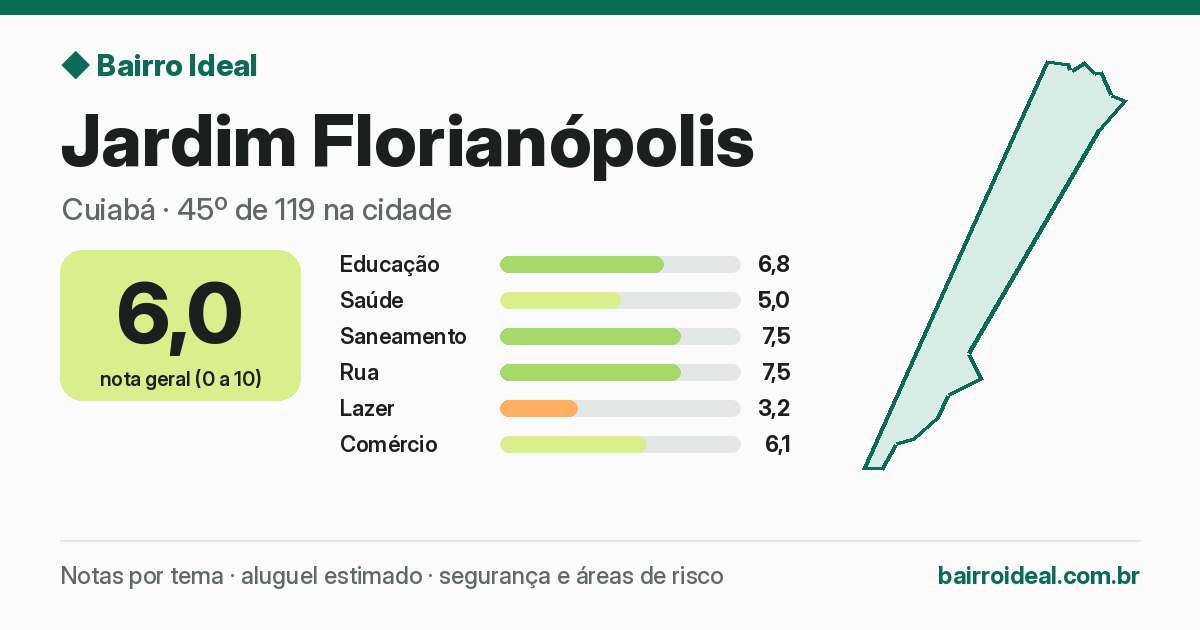 Bairro Ideal
Jardim Florianópolis
Cuiabá · 45º de 119 na cidade
6,0
nota geral (0 a 10)
Educação 6,8
Saúde 5,0
Saneamento 7,5
Rua 7,5
Lazer 3,2
Comércio 6,1
Notas por tema · aluguel estimado · segurança e áreas de risco
bairroideal.com.br